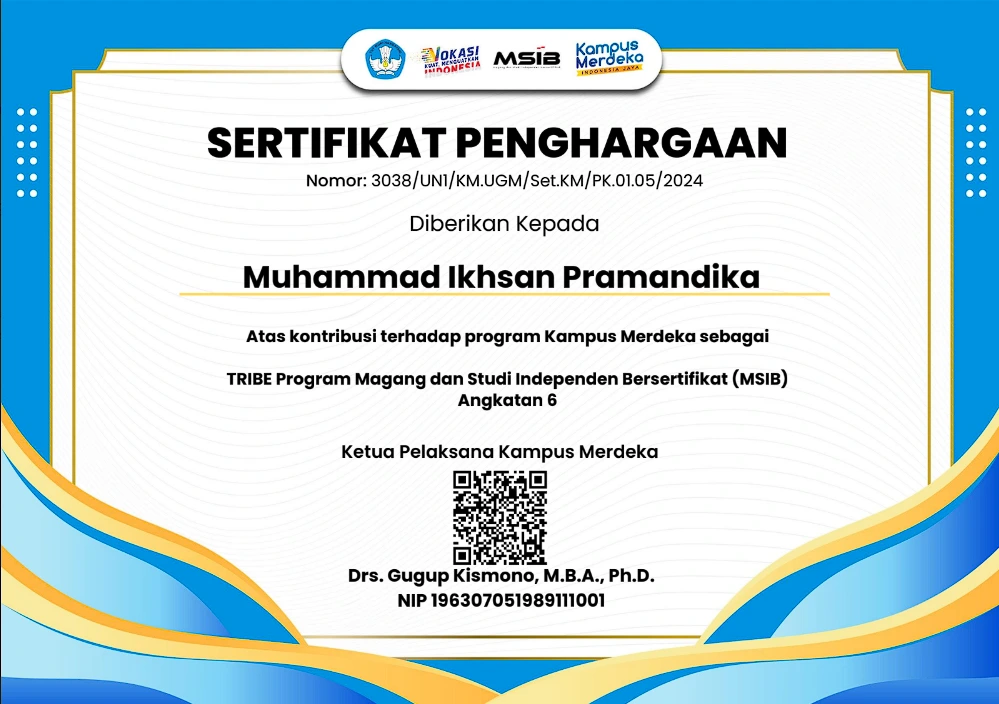 VOKASI
KUAT, MENGUATKAN
INDONESIA
MSIB
Kampus
Merdeka
INDONESIA JAYA
SERTIFIKAT PENGHARGAAN
Nomor: 3038/UN1/KM.UGM/Set.KM/PK.01.05/2024
Diberikan Kepada
Muhammad Ikhsan Pramandika
Atas kontribusi terhadap program Kampus Merdeka sebagai
TRIBE Program Magang dan Studi Independen Bersertifikat (MSIB)
Angkatan 6
Ketua Pelaksana Kampus Merdeka
Drs. Gugup Kismono, M.B.A., Ph.D.
NIP 196307051989111001